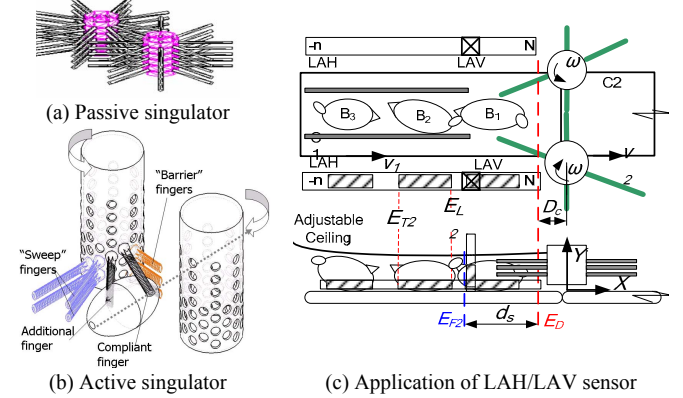 (a) Passive singulator
"Barrier"
fingers
"Sweep"
fingers
Additional
finger
Compliant
finger
(b) Active singulator
-n N
LAH LAV
ω
C2
B3 B2 B1
1
LAH v1 LAV v
-n N ω
2
ET2 EL Dc
2
Adjustable
Ceiling
Y
X
EF2 ds ED
(c) Application of LAH/LAV sensor